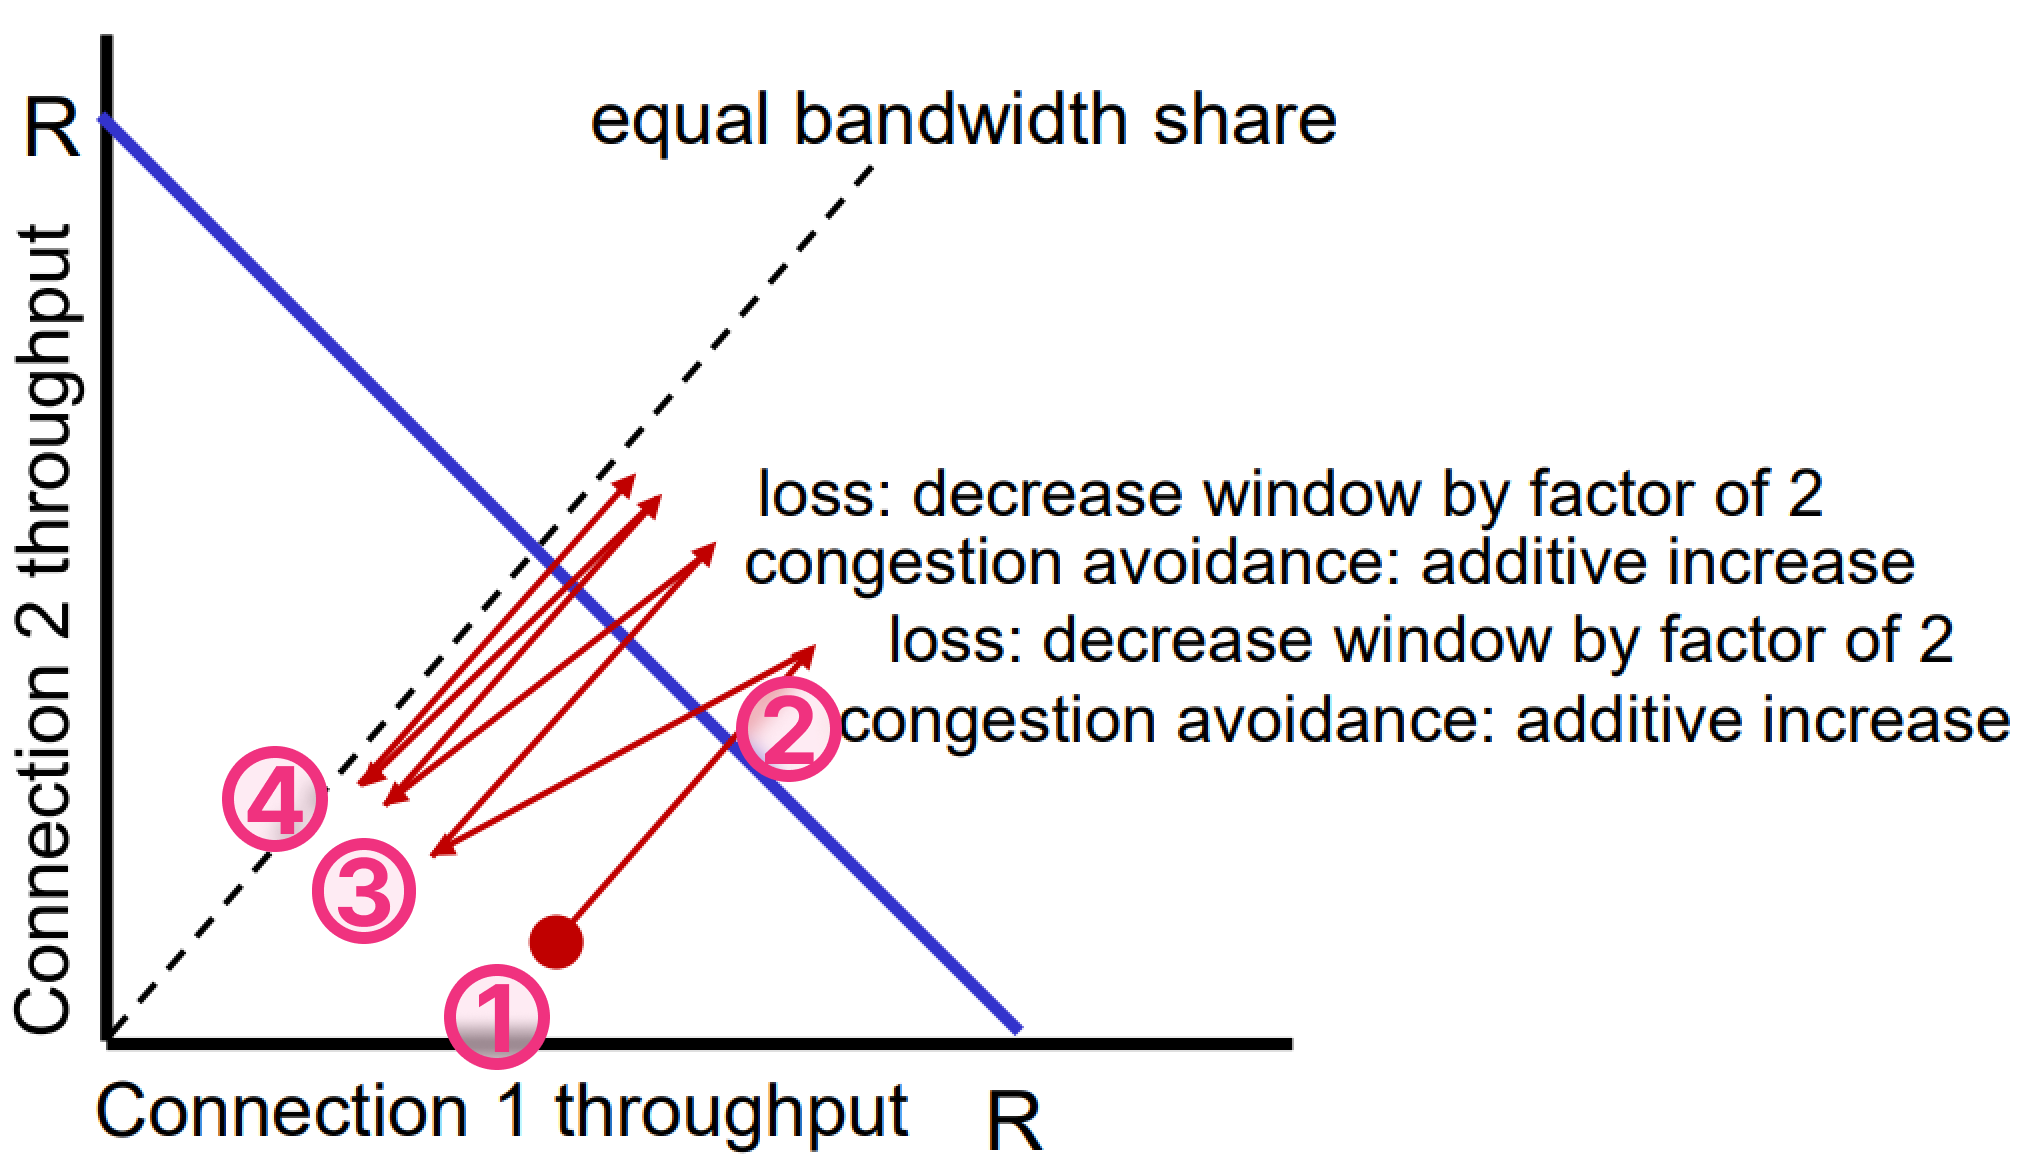 R
equal bandwidth share
Connection 2 throughput
loss: decrease window by factor of 2
congestion avoidance: additive increase
loss: decrease window by factor of 2
2
congestion avoidance: additive increase
4
3
1
Connection 1 throughput
R